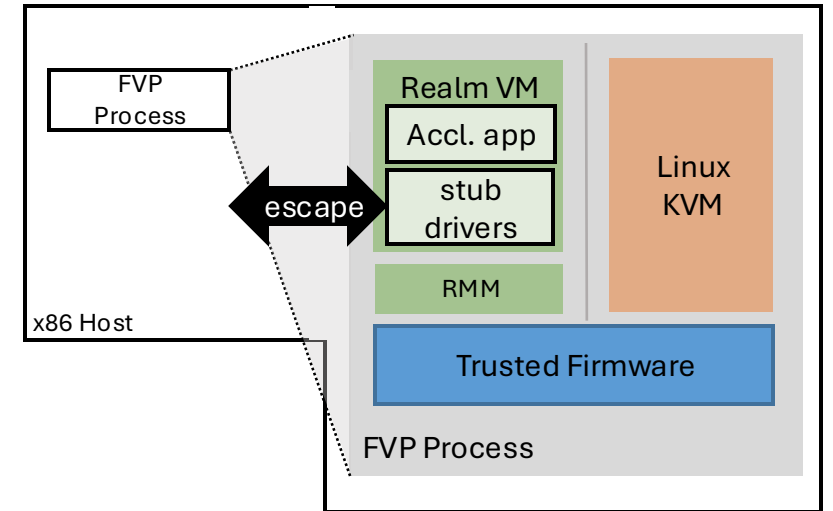 FVP
Process
Realm VM
Accl. app
stub
drivers
escape
Linux
KVM
RMM
x86 Host
Trusted Firmware
FVP Process